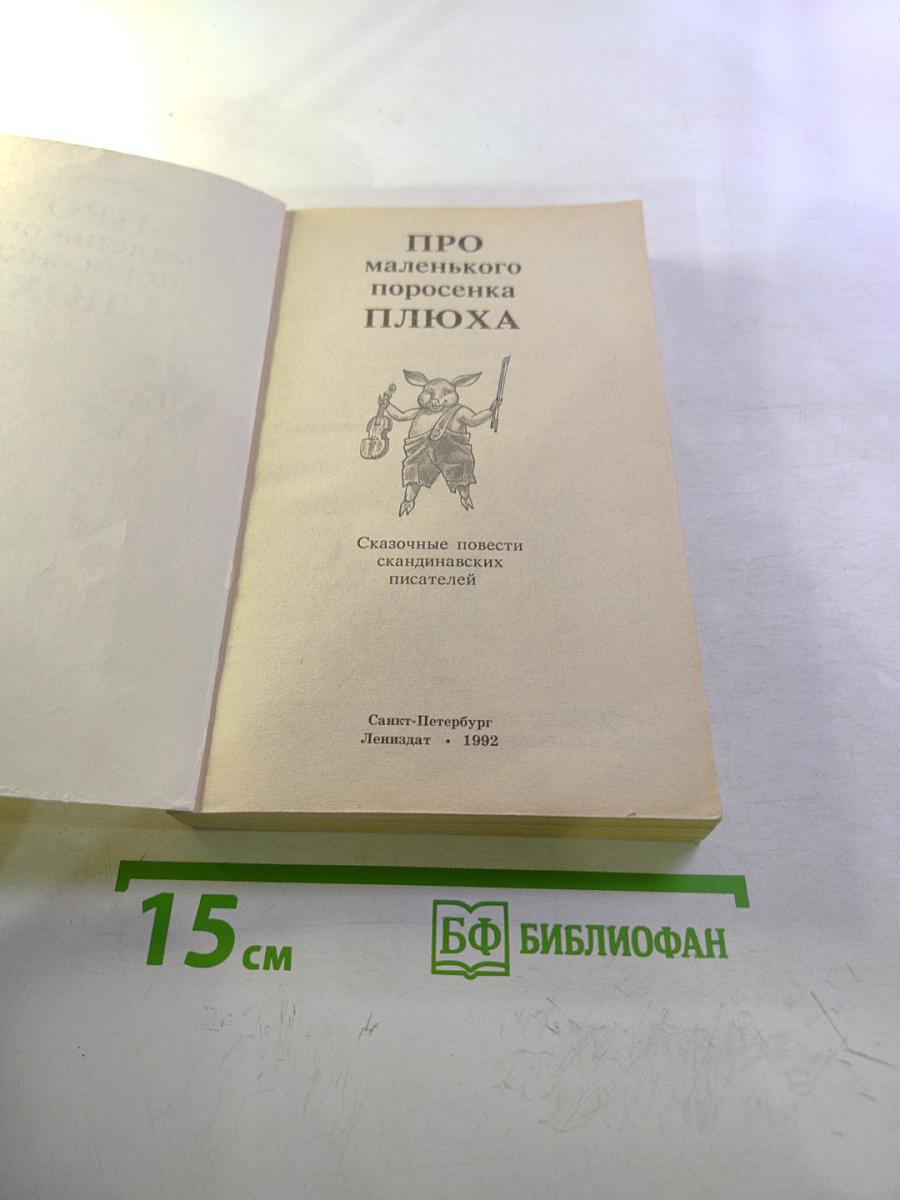 ПРО
маленького
поросенка
ПЛЮХА
Сказочные повести
скандинавских
писателей
Санкт-Петербург
Лениздат • 1992
15 см
БФ БИБЛИОФАН